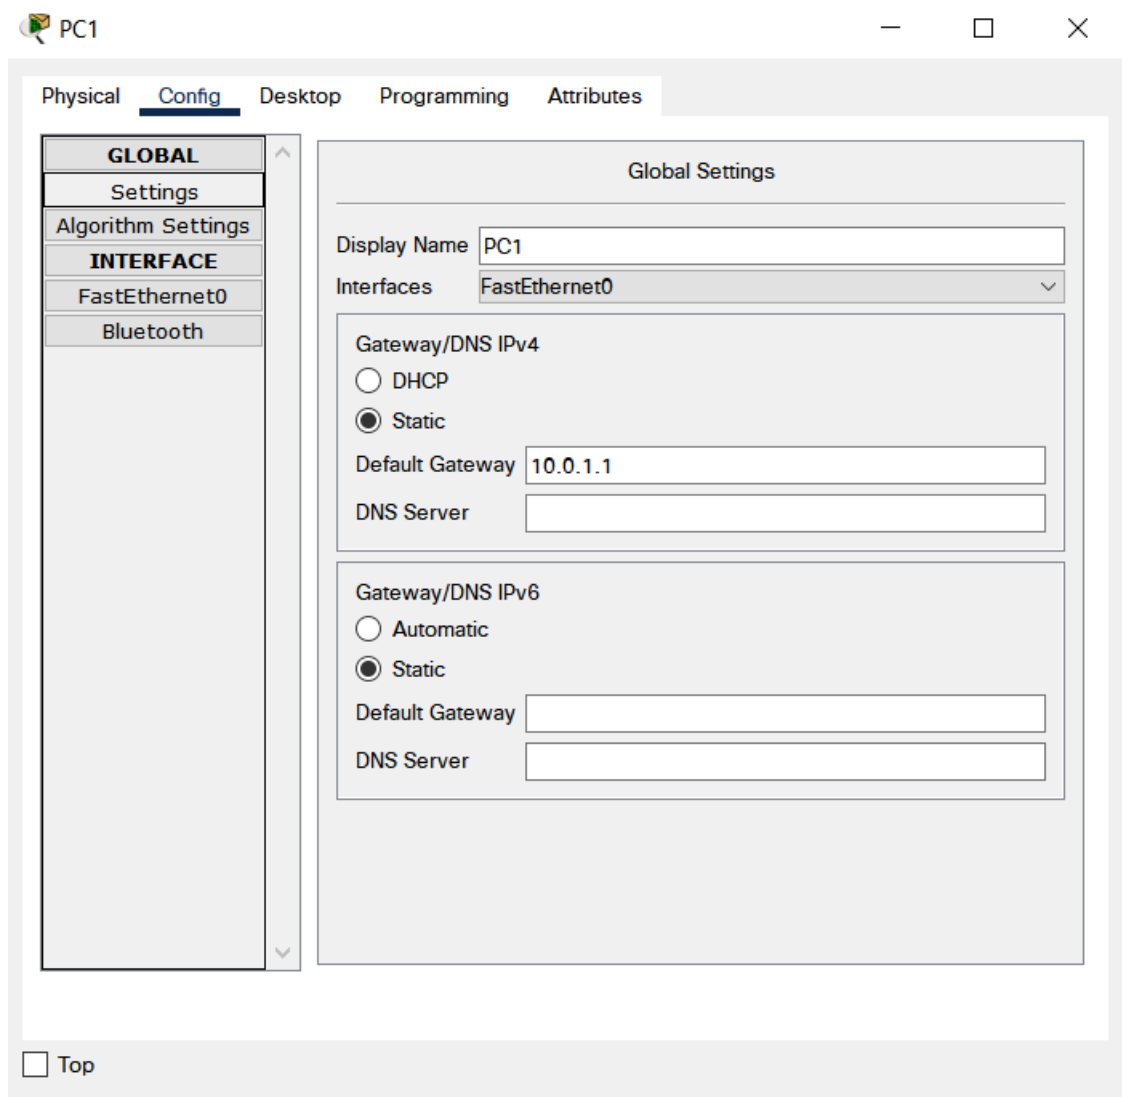 PC1
Physical Config Desktop Programming Attributes
GLOBAL
Settings
Algorithm Settings
INTERFACE
FastEthernet0
Bluetooth
Global Settings
Display Name PC1
Interfaces FastEthernet0
Gateway/DNS IPv4
DHCP
Static
Default Gateway 10.0.1.1
DNS Server
Gateway/DNS IPv6
Automatic
Static
Default Gateway
DNS Server
Top